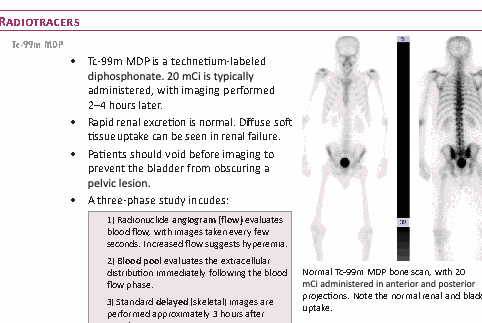 RADIOTRACERS
Tc-99m MDP
• Tc-99m MDP is a technetium-labeled
diphosphonate. 20 mCi is typically
administered, with imaging performed
2–4 hours later.
• Rapid renal excretion is normal. Diffuse soft
tissue uptake can be seen in renal failure.
• Patients should void before imaging to
prevent the bladder from obscuring a
pelvic lesion.
• A three-phase study incudes:
1) Radionuclide angiogram (flow) evaluates
blood flow, with images taken every few
seconds. Increased flow suggests hyperemia.
2) Blood pool evaluates the extracellular
distribution immediately following the blood
flow phase.
3) Standard delayed (skeletal) images are
performed approximately 3 hours after
Normal Tc-99m MDP bone scan, with 20
mCi administered in anterior and posterior
projections. Note the normal renal and bladd
uptake.